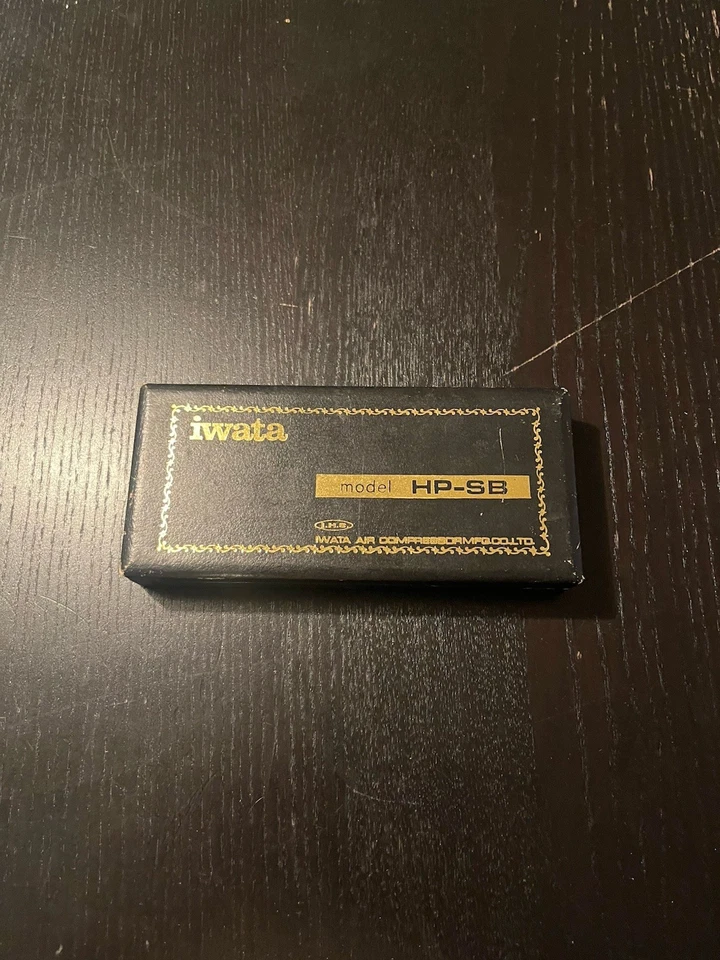 iwata
model HP-SB
I.H.S
IWATA AIR COMPRESSOR MFG.CO.LTD.